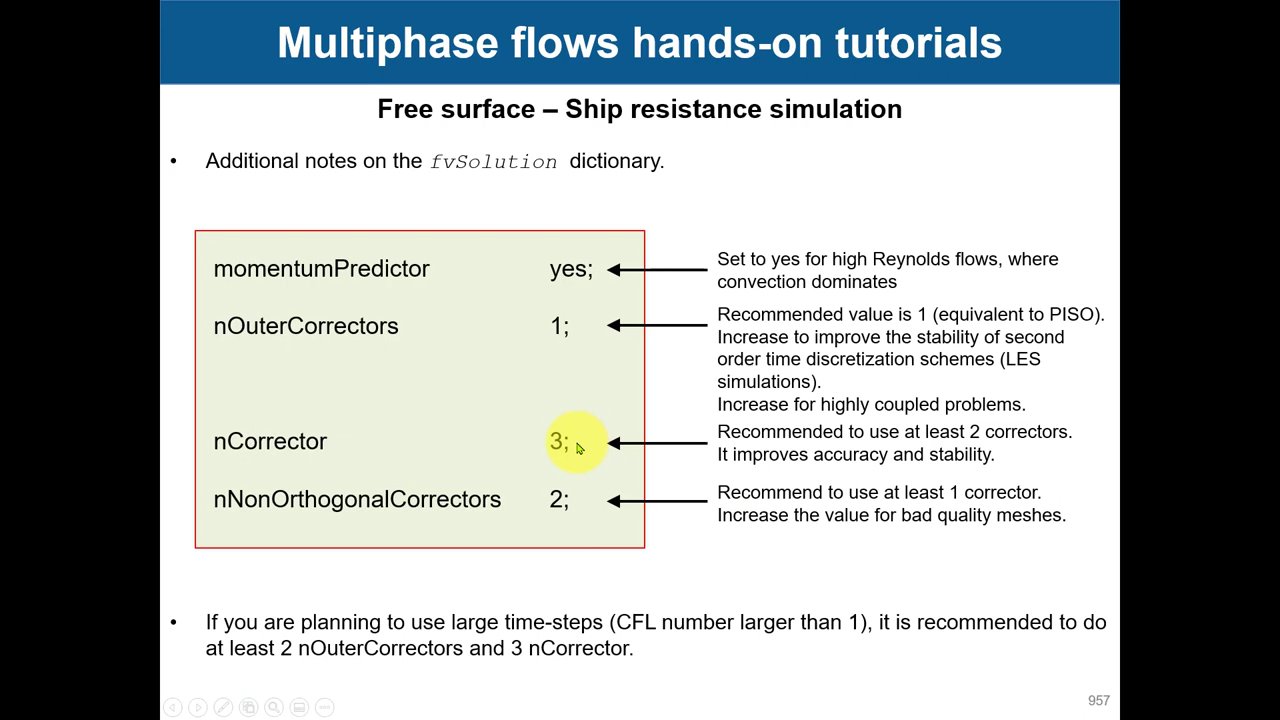 Multiphase flows hands-on tutorials
Free surface – Ship resistance simulation
• Additional notes on the fvSolution dictionary.
momentumPredictor yes;
Set to yes for high Reynolds flows, where
convection dominates
nOuterCorrectors 1;
Recommended value is 1 (equivalent to PISO).
Increase to improve the stability of second
order time discretization schemes (LES
simulations).
Increase for highly coupled problems.
nCorrector 3;
Recommended to use at least 2 correctors.
It improves accuracy and stability.
nNonOrthogonalCorrectors 2;
Recommend to use at least 1 corrector.
Increase the value for bad quality meshes.
• If you are planning to use large time-steps (CFL number larger than 1), it is recommended to do
at least 2 nOuterCorrectors and 3 nCorrector.
957